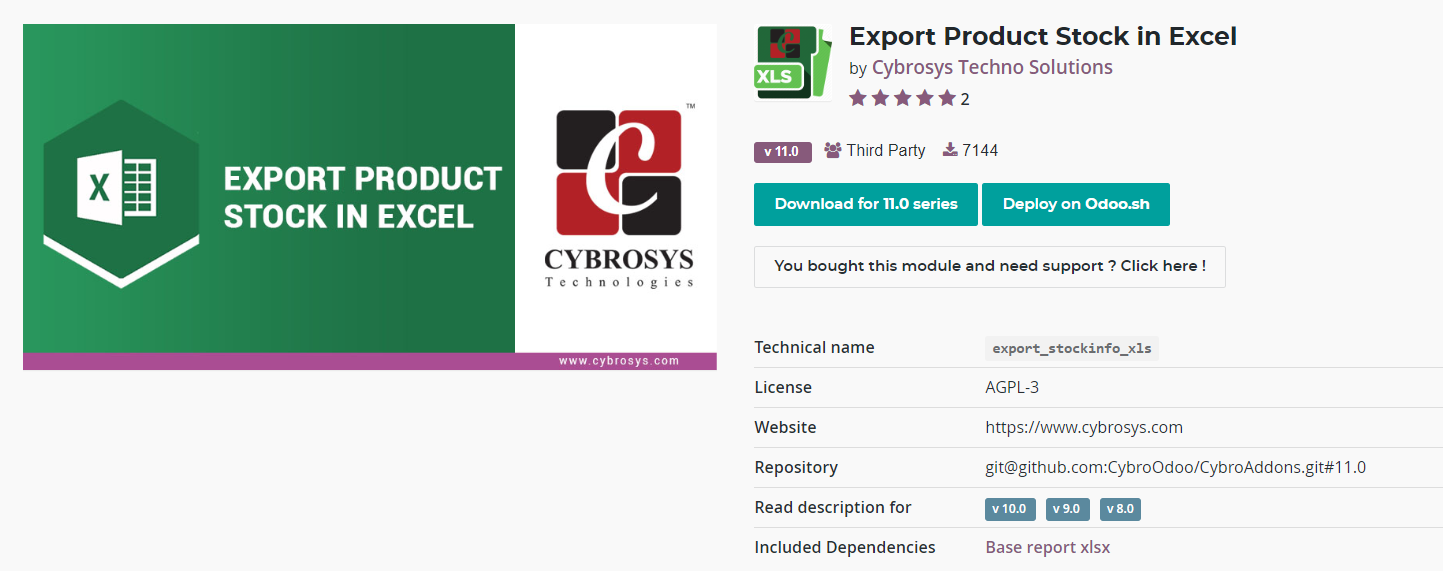 X
EXPORT PRODUCT
STOCK IN EXCEL
TM
C
CYBROSYS
Technologies
www.cybrosys.com
C
XLS
Export Product Stock in Excel
by Cybrosys Techno Solutions
2
v 11.0 Third Party 7144
Download for 11.0 series Deploy on Odoo.sh
You bought this module and need support ? Click here !
Technical name export_stockinfo_xls
License AGPL-3
Website https://www.cybrosys.com
Repository git@github.com:CybroOdoo/CybroAddons.git#11.0
Read description for v 10.0 v 9.0 v 8.0
Included Dependencies Base report xlsx